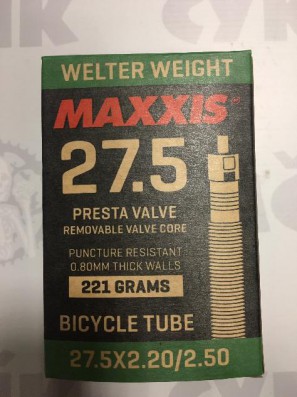 WELTER WEIGHT
MAXXIS
27.5
PRESTA VALVE
REMOVABLE VALVE CORE
PUNCTURE RESISTANT
0.80MM THICK WALLS
221 GRAMS
BICYCLE TUBE
27.5X2.20/2.50